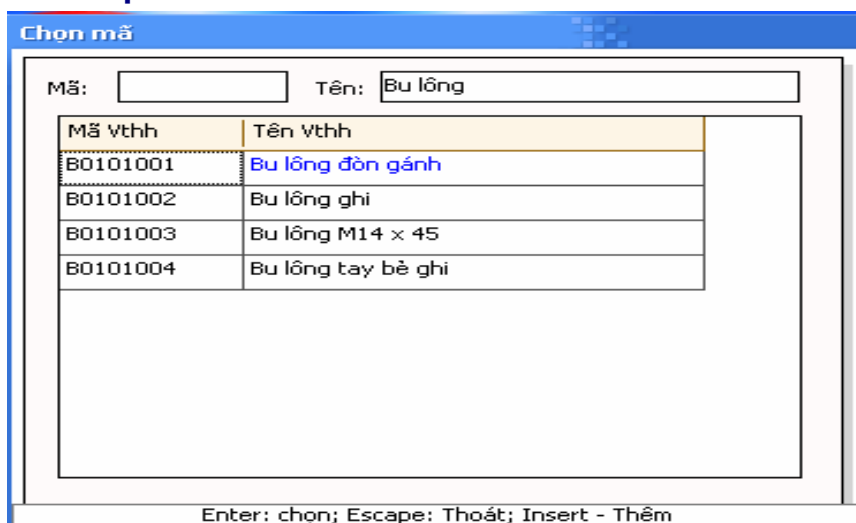 Chọn mã
Mã: Tên: Bu lông
Mã Vthh Tên Vthh
B0101001 Bu lông đòn gánh
B0101002 Bu lông ghi
B0101003 Bu lông M14 x 45
B0101004 Bu lông tay bè ghi
Enter: chọn; Escape: Thoát; Insert - Thêm